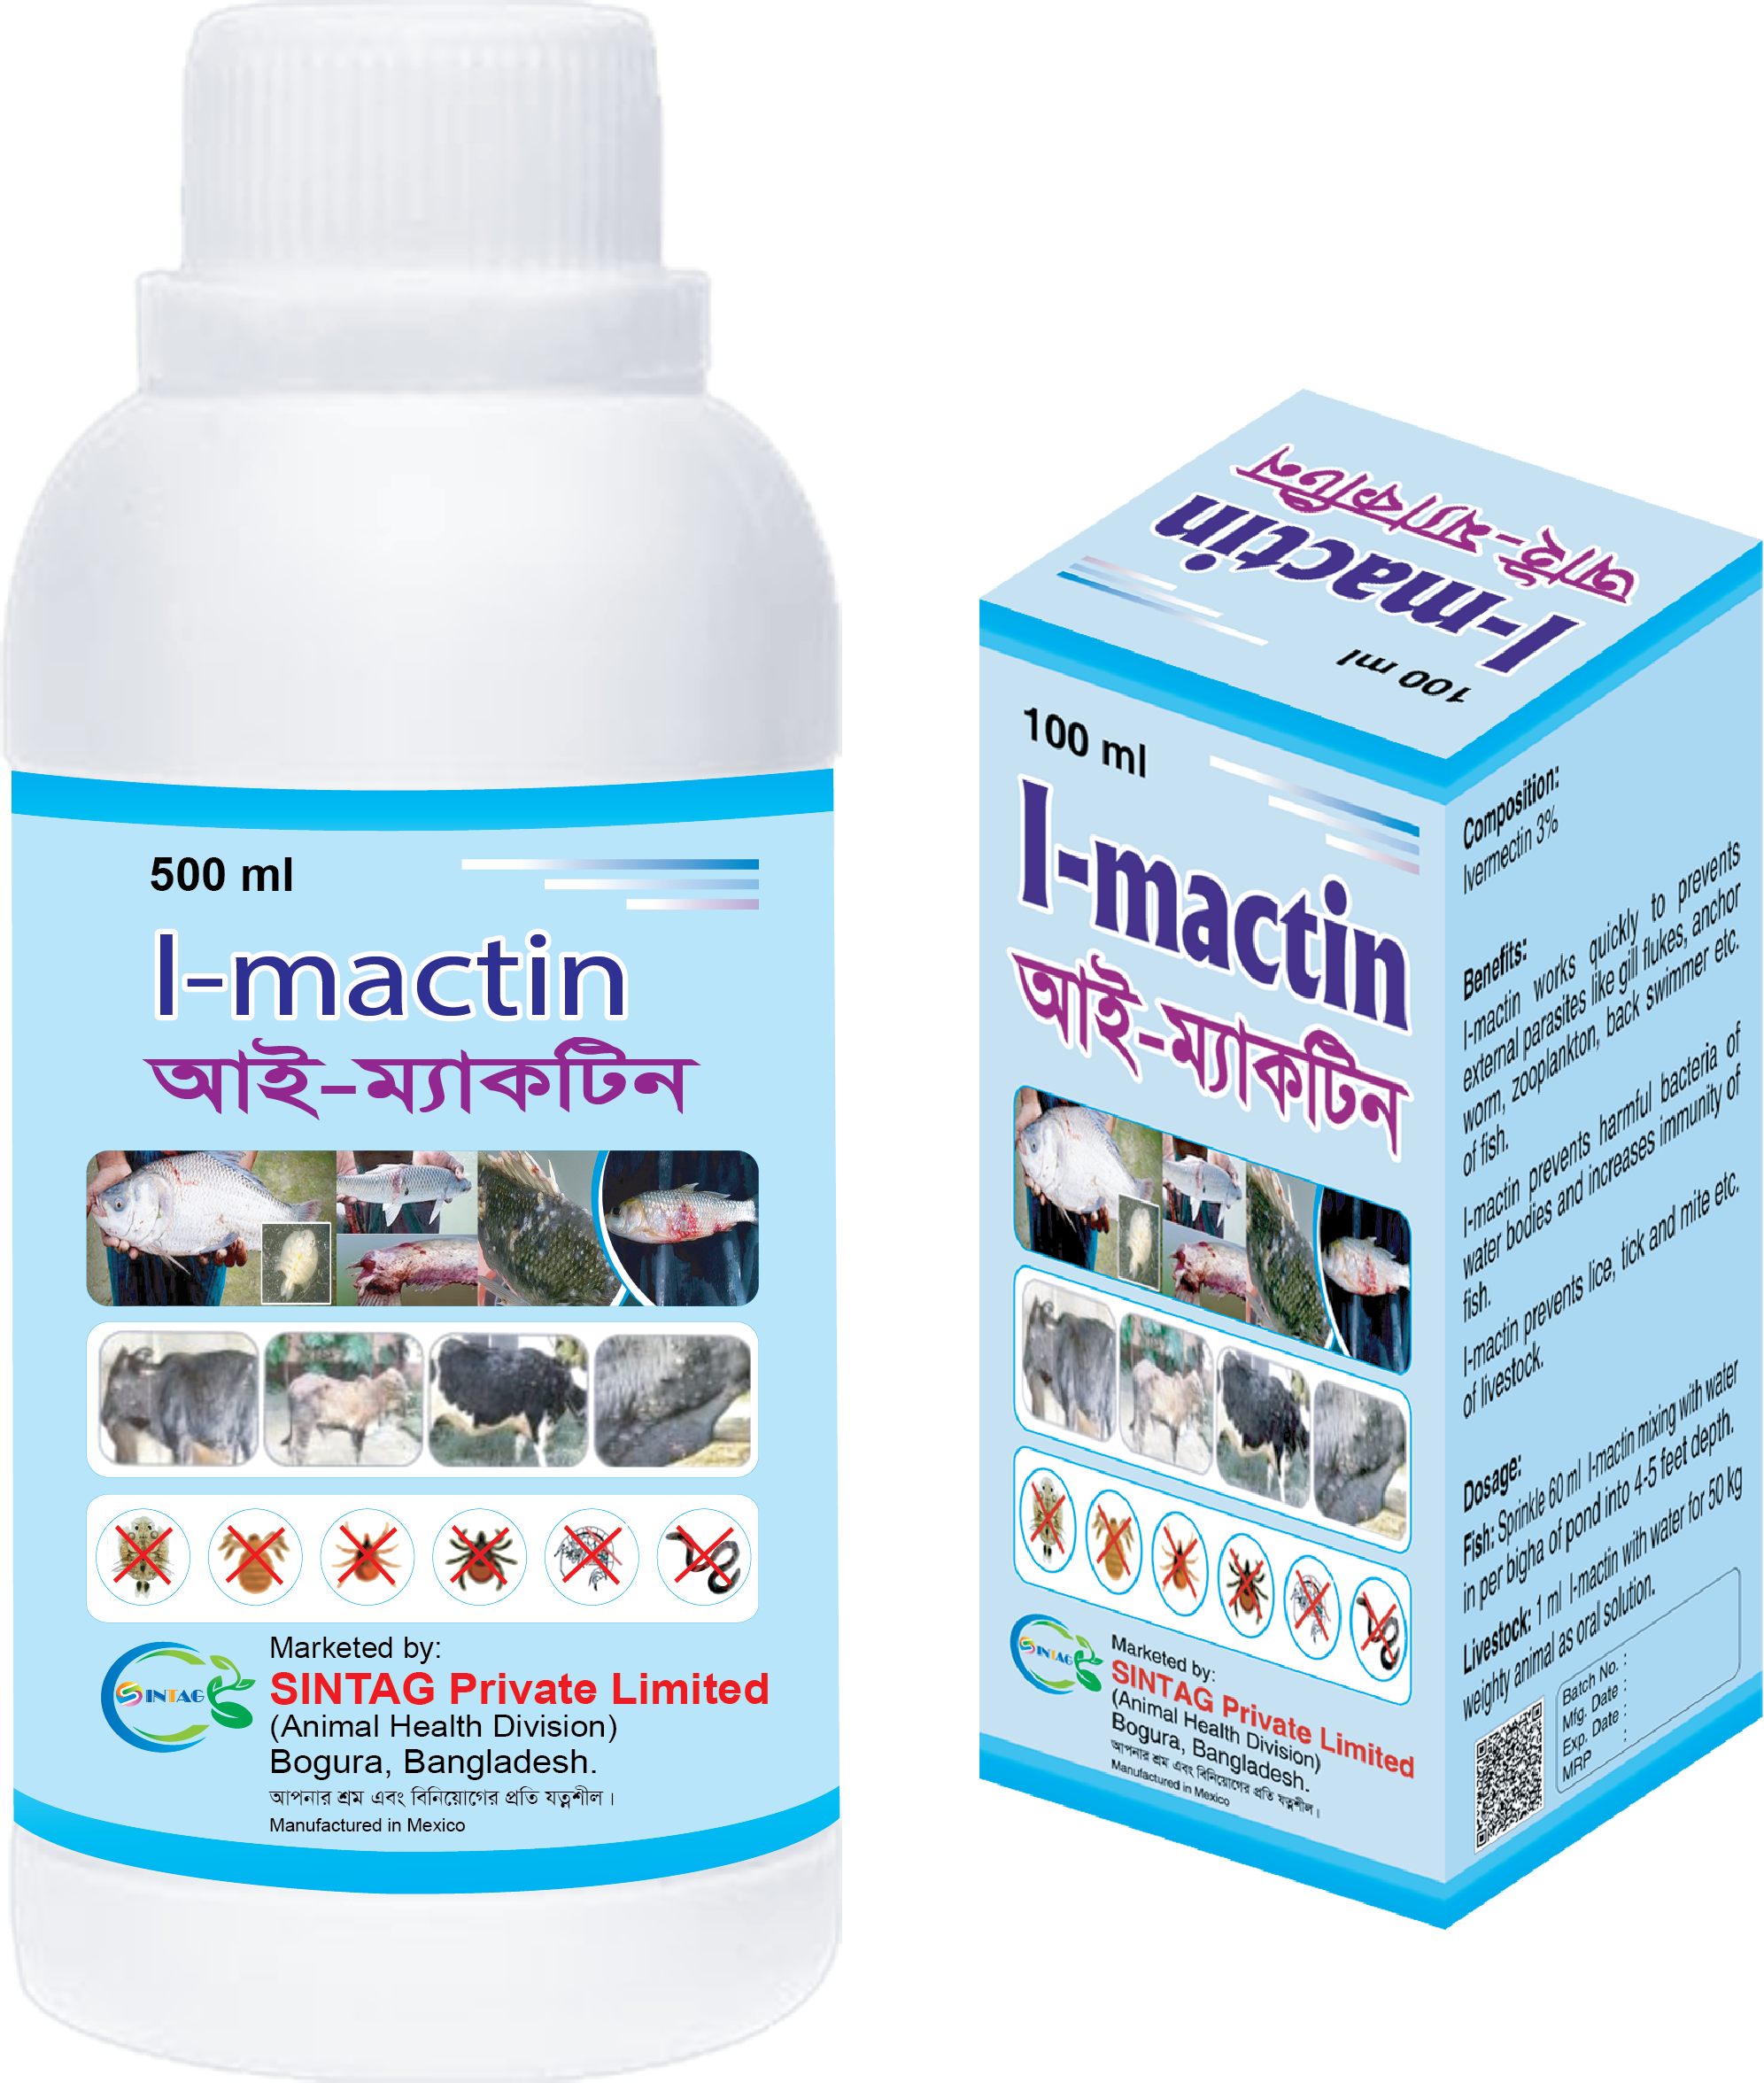 500 ml
I-mactin
আই-ম্যাকটিন
SINTAG
Marketed by:
SINTAG Private Limited
(Animal Health Division)
Bogura, Bangladesh.
আপনার শ্রম এবং বিনিয়োগের প্রতি যত্নশীল।
Manufactured in Mexico
আই-ম্যাকটিন
I-mactin
100 ml
100 ml
I-mactin
আই-ম্যাকটিন
SINTAG
Marketed by:
SINTAG Private Limited
(Animal Health Division)
Bogura, Bangladesh.
আপনার শ্রম এবং বিনিয়োগের প্রতি যত্নশীল।
Manufactured in Mexico
Composition:
Ivermectin 3%
Benefits:
I-mactin works quickly to prevents
external parasites like gill flukes, anchor
worm, zooplankton, back swimmer etc.
of fish.
I-mactin prevents harmful bacteria of
water bodies and increases immunity of
fish.
I-mactin prevents lice, tick and mite etc.
of livestock.
Dosage:
Fish: Sprinkle 60 ml I-mactin mixing with water
in per bigha of pond into 4-5 feet depth.
Livestock: 1 ml I-mactin with water for 50 kg
weighty animal as oral solution.
Batch No. :
Mfg. Date :
Exp. Date :
MRP :